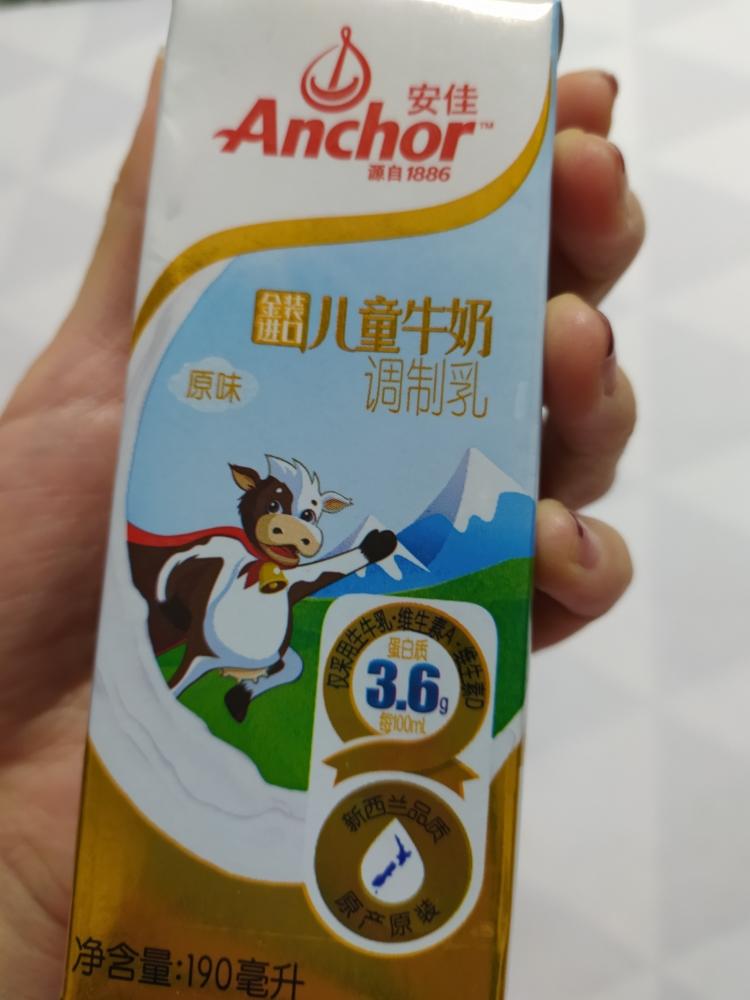 安佳
Anchor™
源自1886
金装
进口
儿童牛奶
调制乳
原味
仅采用生牛乳·维生素A·维生素D
蛋白质
3.6g
每100mL
新西兰品质
原产原装
净含量:190毫升